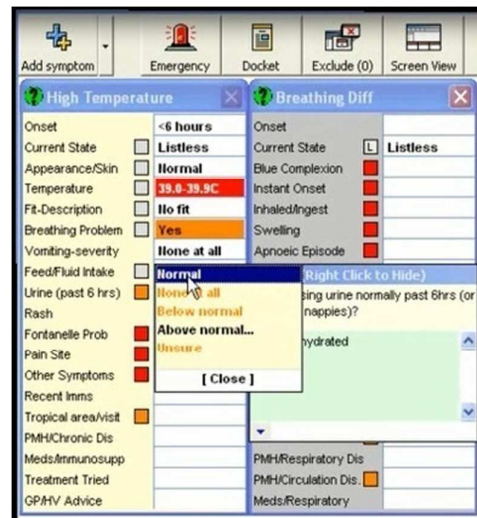 Add symptom
Emergency
Docket
Exclude (0)
Screen View
High Temperature
Onset <6 hours
Current State Listless
Appearance/Skin Normal
Temperature 39.0-39.9C
Fit-Description No fit
Breathing Problem Yes
Vomiting-severity None at all
Feed/Fluid Intake
Urine (past 6 hrs)
Rash
Fontanelle Prob
Pain Site
Other Symptoms
Recent Imms
Tropical area/visit
PMH/Chronic Dis
Meds/Immunosupp
Treatment Tried
GP/HV Advice
Normal
None at all
Below normal
Above normal...
Unsure
[ Close ]
Breathing Diff
Onset
Current State L Listless
Blue Complexion
Instant Onset
Inhaled/Ingest
Swelling
Apnoeic Episode
(Right Click to Hide)
sing urine normally past 6hrs (or
nappies)?
hydrated
PMH/Respiratory Dis
PMH/Circulation Dis.
Meds/Respiratory